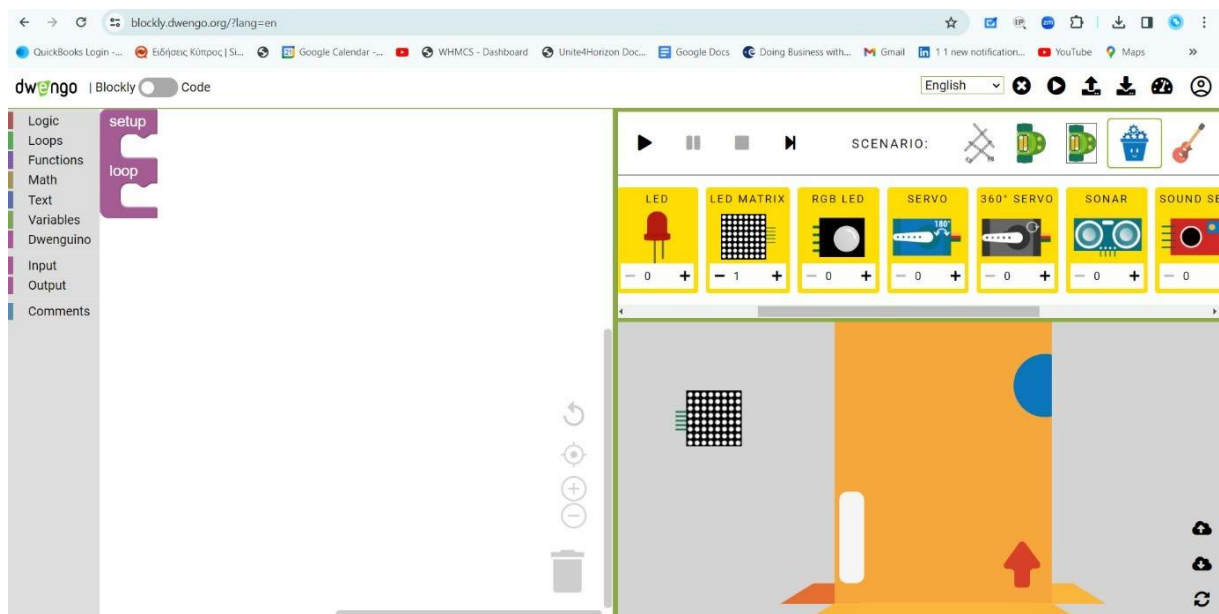 blockly.dwengo.org/?lang=en
QuickBooks Login -... Ειδήσεις Κύπρος | Si... Google Calendar -... WHMCS - Dashboard Unite4Horizon Doc... Google Docs Doing Business with... Gmail 1 1 new notification... YouTube Maps »
dwengo | Blockly Code English
Logic
Loops
Functions
Math
Text
Variables
Dwenguino
Input
Output
Comments
setup
loop
SCENARIO:
LED LED MATRIX RGB LED SERVO 360° SERVO SONAR SOUND SE
180°
− 0 + − 1 + − 0 + − 0 + − 0 + − 0 + − 0